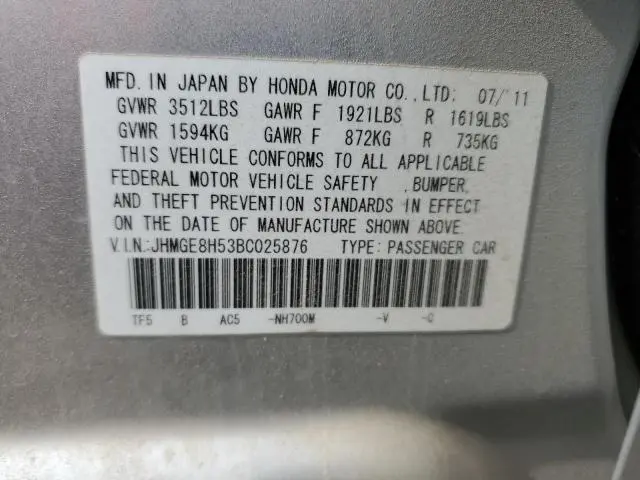 MFD. IN JAPAN BY HONDA MOTOR CO., LTD. 07/'11
GVWR 3512LBS GAWR F 1921LBS R 1619LBS
GVWR 1594KG GAWR F 872KG R 735KG
THIS VEHICLE CONFORMS TO ALL APPLICABLE
FEDERAL MOTOR VEHICLE SAFETY , BUMPER,
AND THEFT PREVENTION STANDARDS IN EFFECT
ON THE DATE OF MANUFACTURE SHOWN ABOVE.
V.I.N.:JHMGE8H53BC025876 TYPE: PASSENGER CAR
TF5 B AC5 -NH700M -V -Q